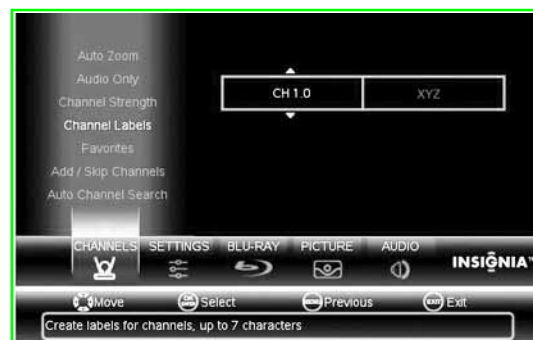 Auto Zoom
Audio Only
Channel Strength
Channel Labels
Favorites
Add / Skip Channels
Auto Channel Search
CH 1.0 XYZ
CHANNELS SETTINGS BLU-RAY PICTURE AUDIO
INSIGNIA™
Move OK ENTER Select MENU Previous EXIT Exit
Create labels for channels, up to 7 characters